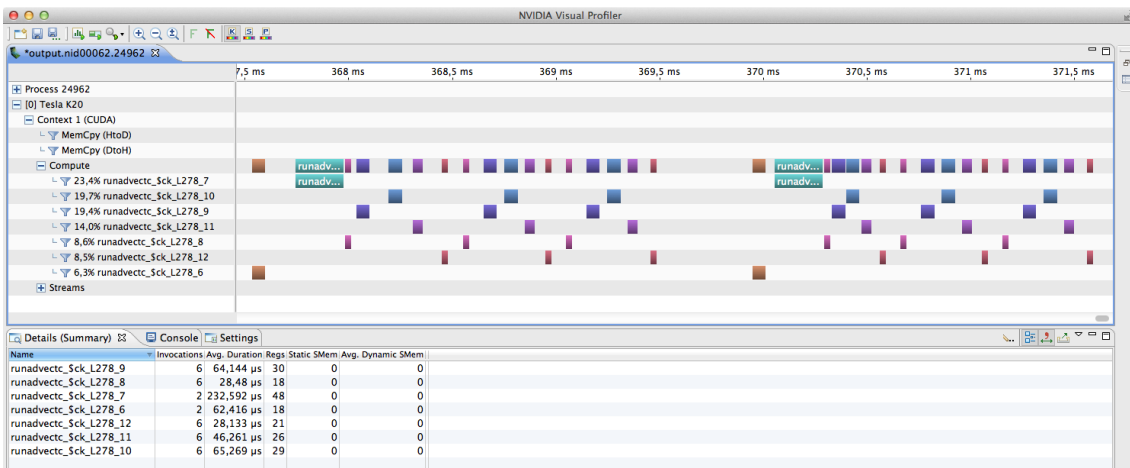 NVIDIA Visual Profiler
K S P
*output.nid00062.24962
7,5 ms 368 ms 368,5 ms 369 ms 369,5 ms 370 ms 370,5 ms 371 ms 371,5 ms
Process 24962
[0] Tesla K20
Context 1 (CUDA)
MemCpy (HtoD)
MemCpy (DtoH)
Compute runadv... runadv...
23,4% runadvectc_$ck_L278_7 runadv... runadv...
19,7% runadvectc_$ck_L278_10
19,4% runadvectc_$ck_L278_9
14,0% runadvectc_$ck_L278_11
8,6% runadvectc_$ck_L278_8
8,5% runadvectc_$ck_L278_12
6,3% runadvectc_$ck_L278_6
Streams
Details (Summary) Console Settings
Name Invocations Avg. Duration Regs Static SMem Avg. Dynamic SMem
runadvectc_$ck_L278_9 6 64,144 µs 30 0 0
runadvectc_$ck_L278_8 6 28,48 µs 18 0 0
runadvectc_$ck_L278_7 2 232,592 µs 48 0 0
runadvectc_$ck_L278_6 2 62,416 µs 18 0 0
runadvectc_$ck_L278_12 6 28,133 µs 21 0 0
runadvectc_$ck_L278_11 6 46,261 µs 26 0 0
runadvectc_$ck_L278_10 6 65,269 µs 29 0 0